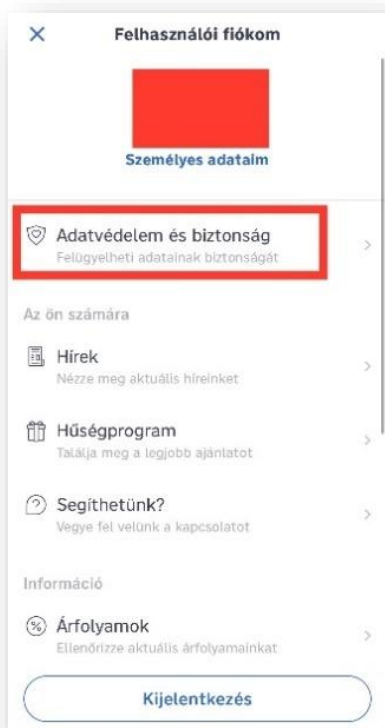 Felhasználói fiókom
Személyes adataim
Adatvédelem és biztonság
Felügyelheti adatainak biztonságát
Az ön számára
Hírek
Nézze meg aktuális híreinket
Hűségprogram
Találja meg a legjobb ajánlatot
Segíthetünk?
Vegye fel velünk a kapcsolatot
Információ
Árfolyamok
Ellenőrizze aktuális árfolyamainkat
Kijelentkezés